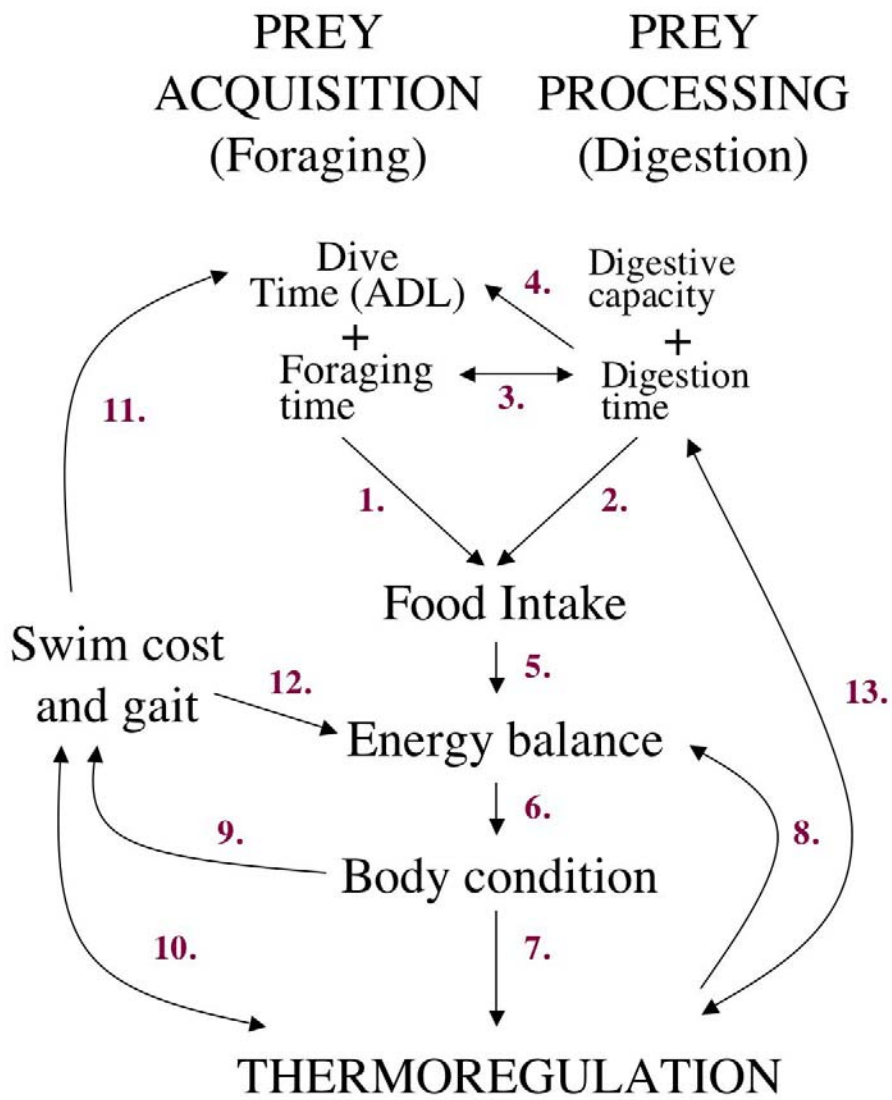 PREY
ACQUISITION
(Foraging)
PREY
PROCESSING
(Digestion)
Dive
Time (ADL)
+
Foraging
time
4.
Digestive
capacity
+
Digestion
time
3.
11.
1.
2.
Food Intake
Swim cost
and gait
5.
12.
13.
Energy balance
6.
9.
8.
Body condition
10.
7.
THERMOREGULATION